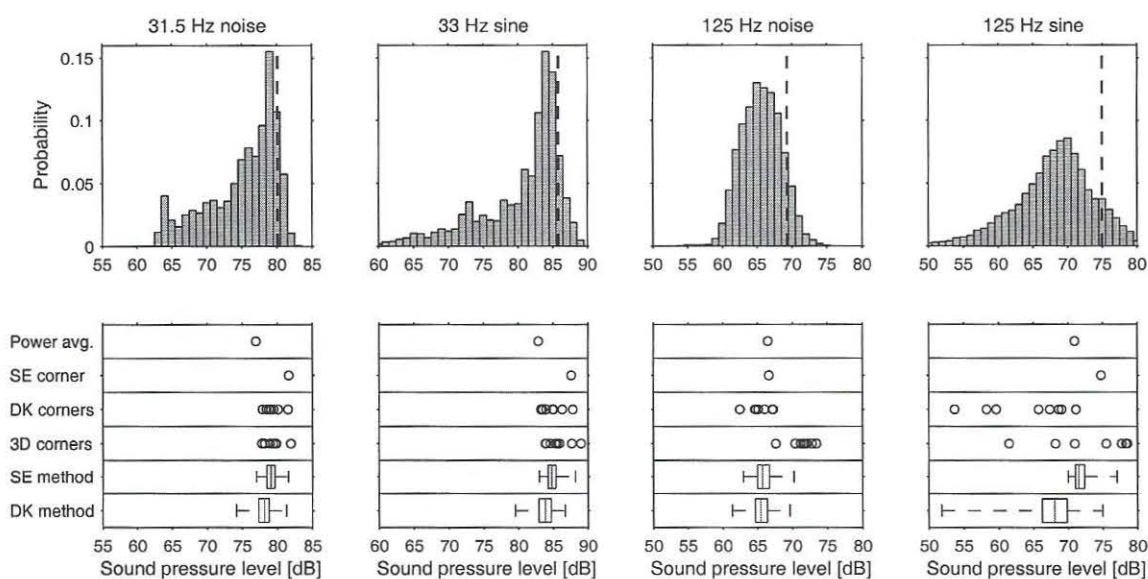 31.5 Hz noise 33 Hz sine 125 Hz noise 125 Hz sine
Probability
0.15
0.1
0.05
0
55 60 65 70 75 80 85 60 65 70 75 80 85 90 50 55 60 65 70 75 80 50 55 60 65 70 75 80
Power avg.
SE corner
DK corners
3D corners
SE method
DK method
55 60 65 70 75 80 85 60 65 70 75 80 85 90 50 55 60 65 70 75 80 50 55 60 65 70 75 80
Sound pressure level [dB] Sound pressure level [dB] Sound pressure level [dB] Sound pressure level [dB]